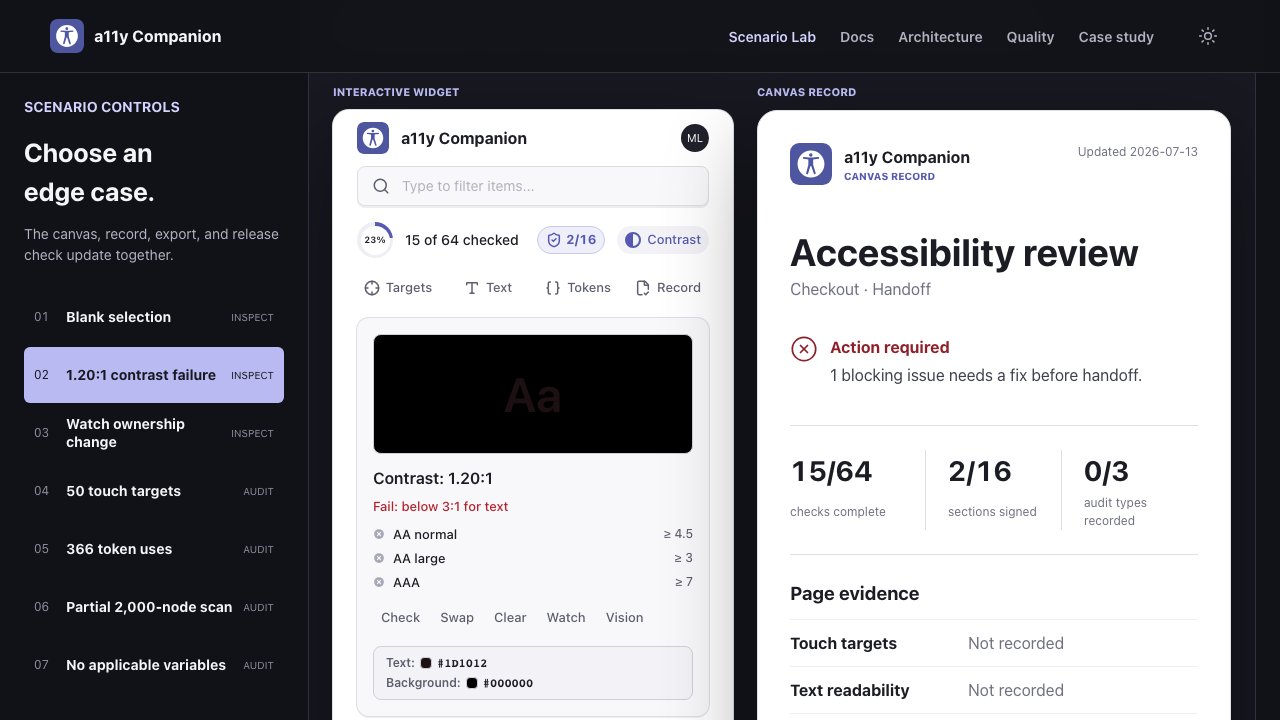 a11y Companion
Scenario Lab
Docs
Architecture
Quality
Case study
SCENARIO CONTROLS
Choose an
edge case.
The canvas, record, export, and release
check update together.
01 Blank selection INSPECT
02 1.20:1 contrast failure INSPECT
03 Watch ownership
change INSPECT
04 50 touch targets AUDIT
05 366 token uses AUDIT
06 Partial 2,000-node scan AUDIT
07 No applicable variables AUDIT
INTERACTIVE WIDGET
a11y Companion
ML
Type to filter items...
23%
15 of 64 checked
2/16
Contrast
Targets
Text
Tokens
Record
Aa
Contrast: 1.20:1
Fail: below 3:1 for text
AA normal ≥ 4.5
AA large ≥ 3
AAA ≥ 7
Check Swap Clear Watch Vision
Text: #1D1012
Background: #000000
CANVAS RECORD
a11y Companion
CANVAS RECORD
Updated 2026-07-13
Accessibility review
Checkout · Handoff
Action required
1 blocking issue needs a fix before handoff.
15/64
checks complete
2/16
sections signed
0/3
audit types
recorded
Page evidence
Touch targets Not recorded
Text readability Not recorded